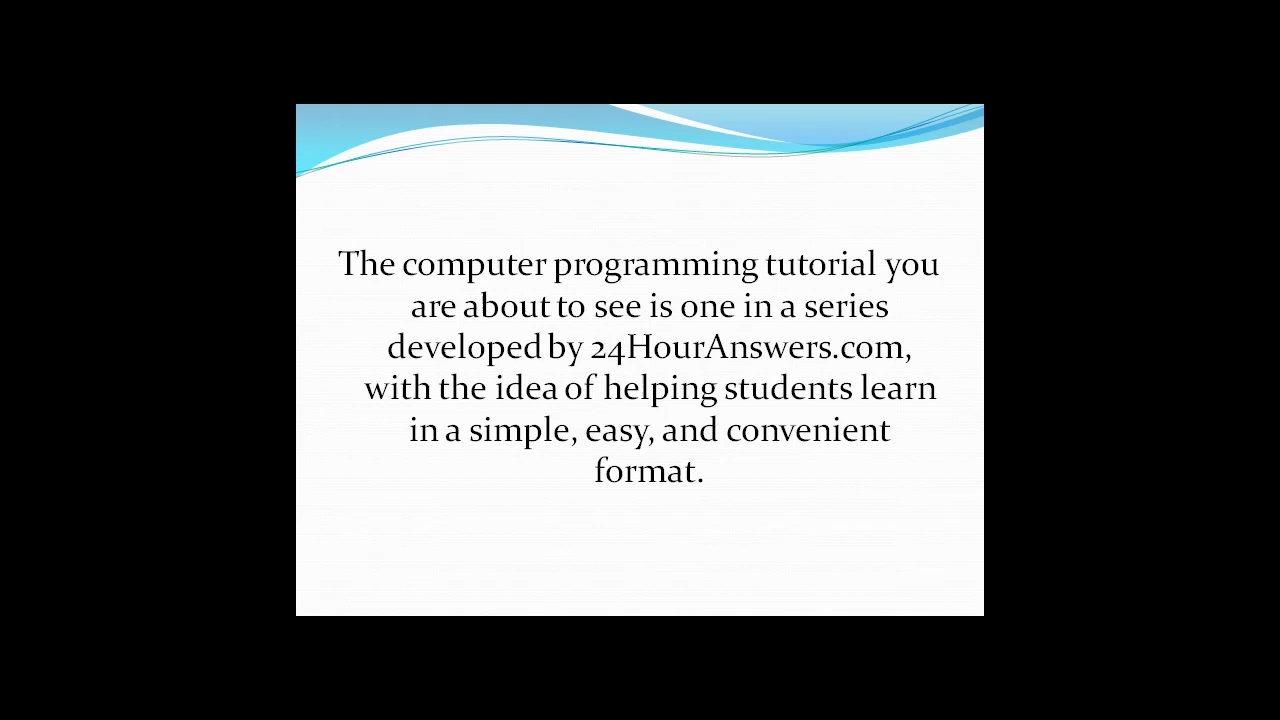 The computer programming tutorial you
are about to see is one in a series
developed by 24HourAnswers.com,
with the idea of helping students learn
in a simple, easy, and convenient
format.